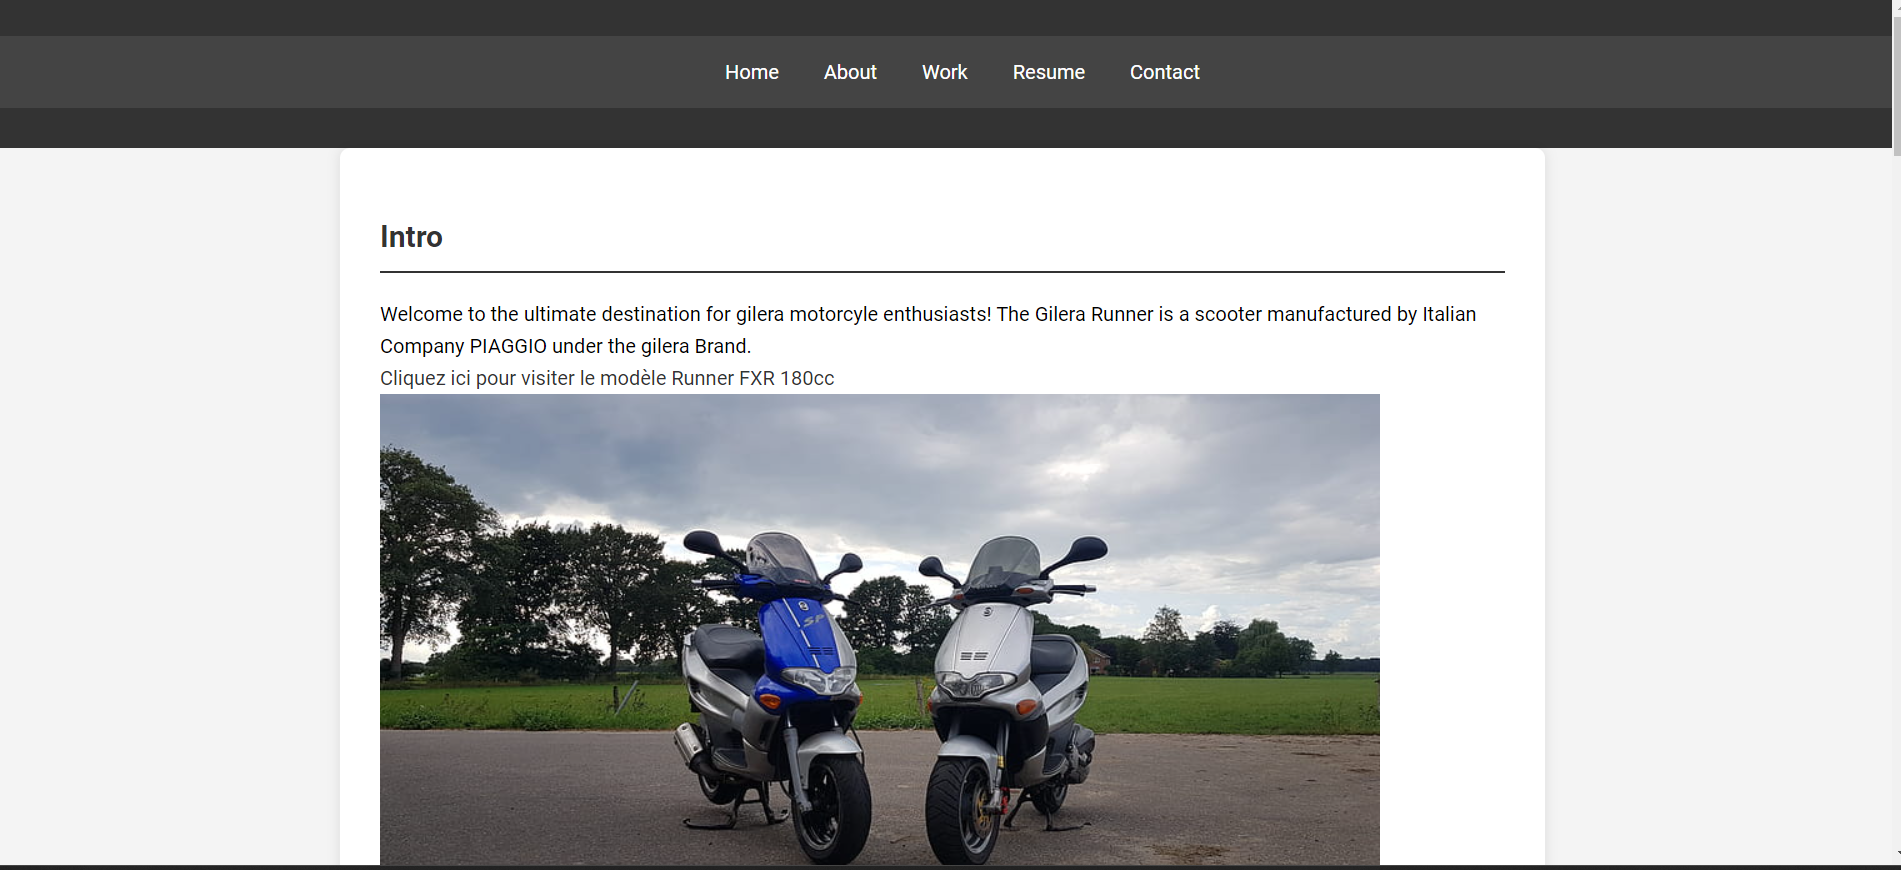 Home About Work Resume Contact
Intro
Welcome to the ultimate destination for gilera motorcyle enthusiasts! The Gilera Runner is a scooter manufactured by Italian
Company PIAGGIO under the gilera Brand.
Cliquez ici pour visiter le modèle Runner FXR 180cc
SP